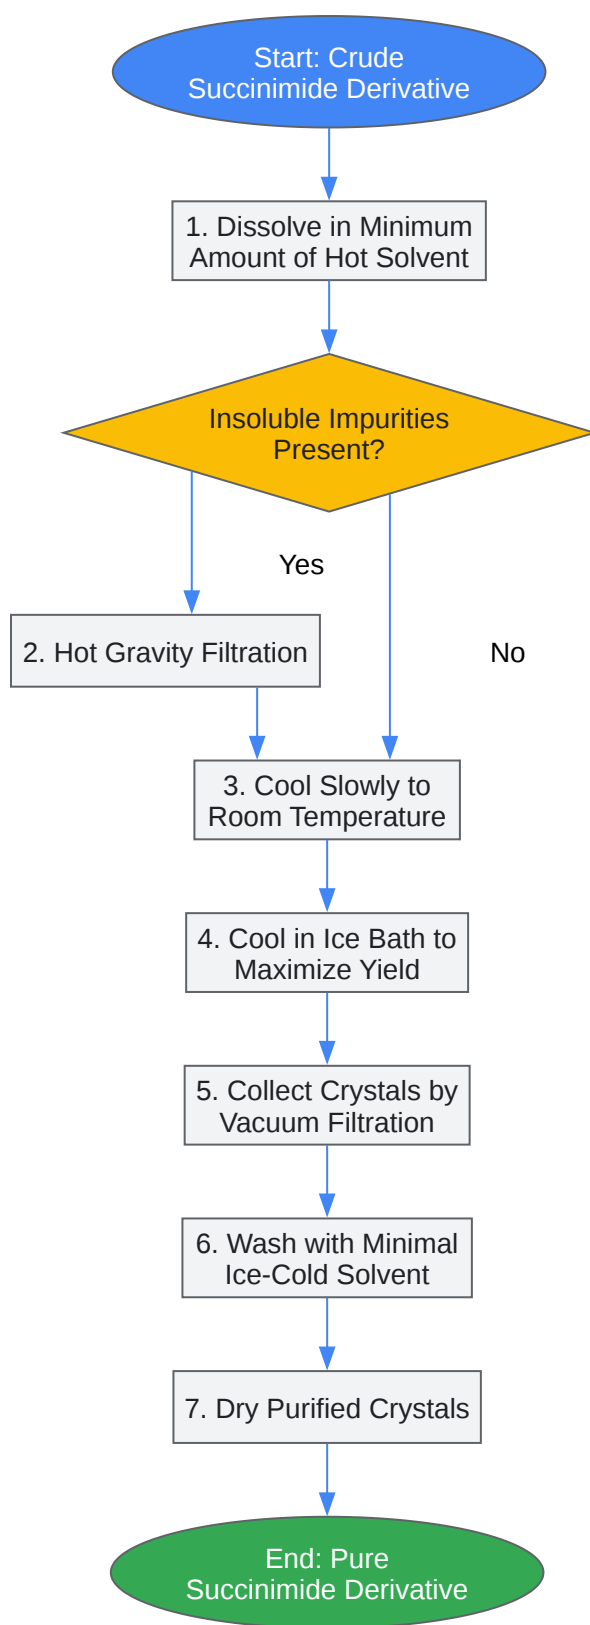 Start: Crude
Succinimide Derivative
1. Dissolve in Minimum
Amount of Hot Solvent
Insoluble Impurities
Present?
Yes
2. Hot Gravity Filtration
No
3. Cool Slowly to
Room Temperature
4. Cool in Ice Bath to
Maximize Yield
5. Collect Crystals by
Vacuum Filtration
6. Wash with Minimal
Ice-Cold Solvent
7. Dry Purified Crystals
End: Pure
Succinimide Derivative